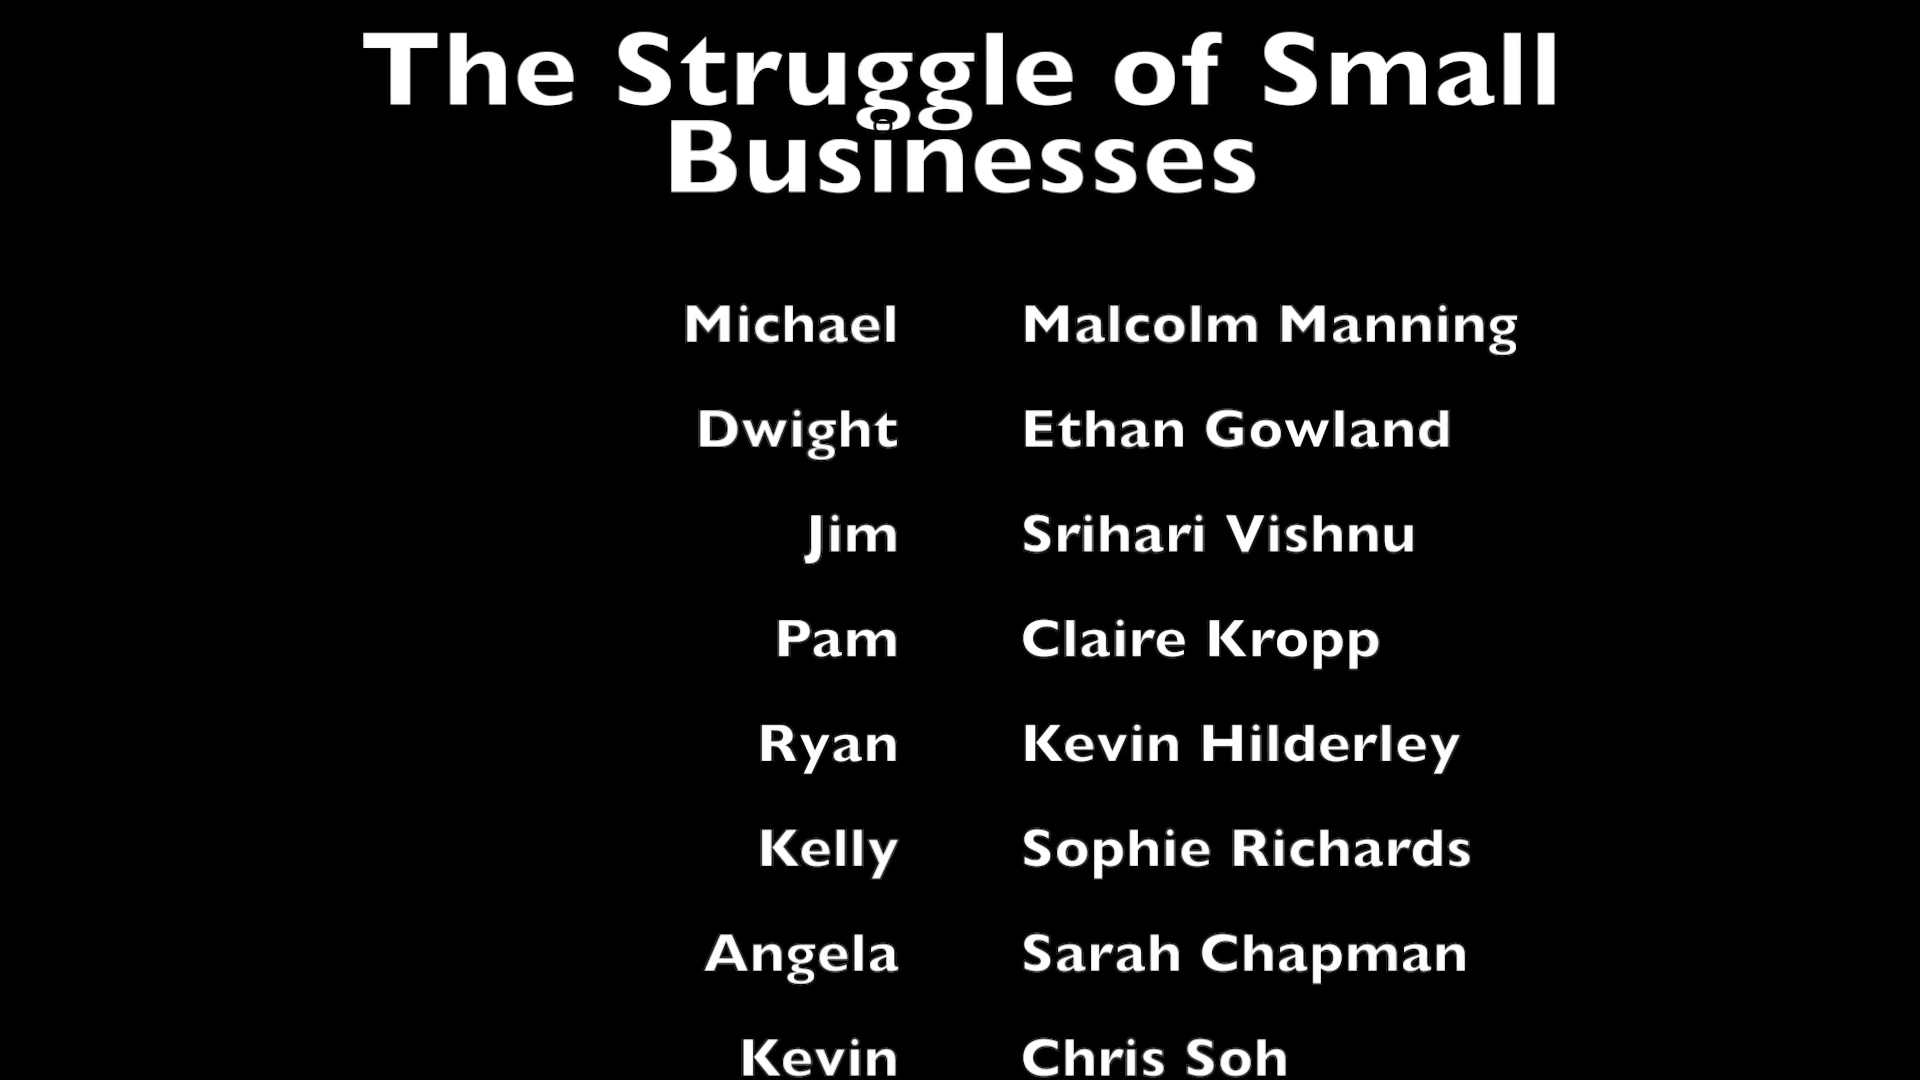 The Struggle of Small
Businesses
Michael Malcolm Manning
Dwight Ethan Gowland
Jim Srihari Vishnu
Pam Claire Kropp
Ryan Kevin Hilderley
Kelly Sophie Richards
Angela Sarah Chapman
Kevin Chris Soh